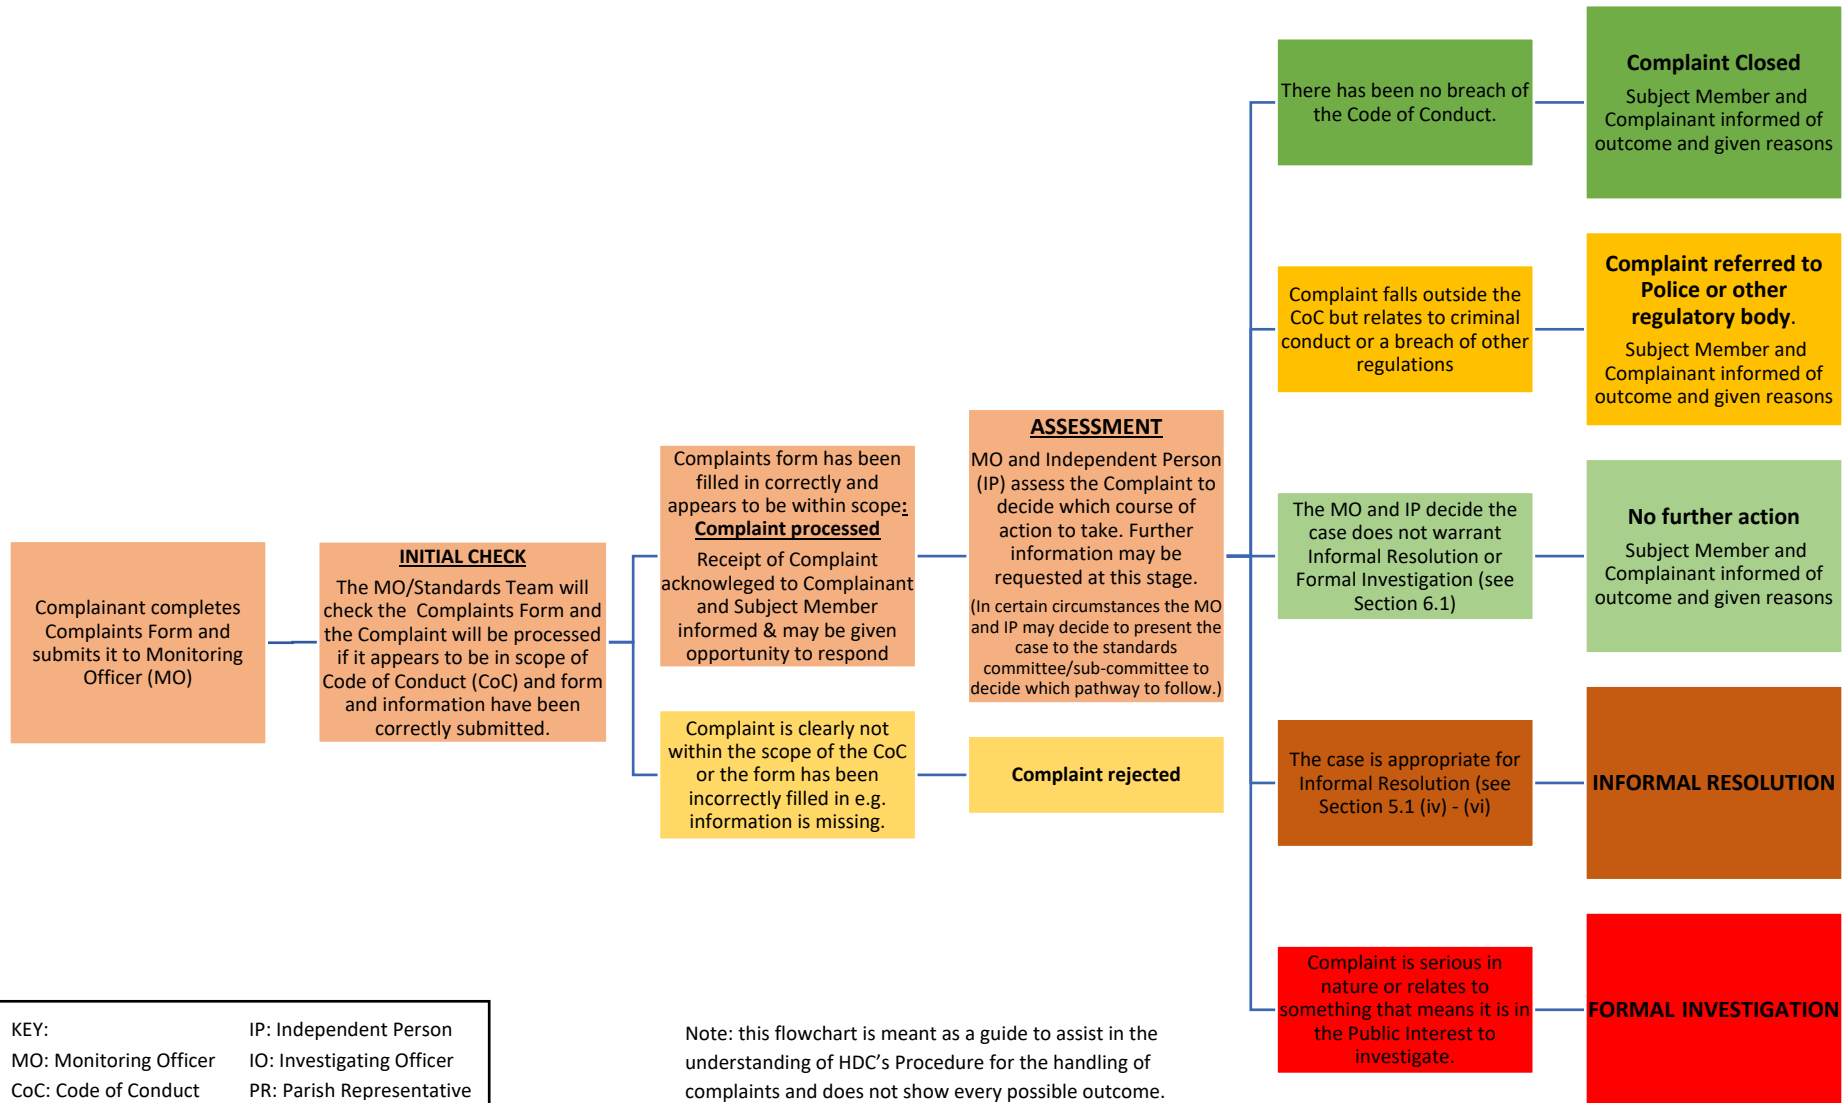 Complainant completes
Complaints Form and
submits it to Monitoring
Officer (MO)
INITIAL CHECK
The MO/Standards Team will
check the Complaints Form and
the Complaint will be processed
if it appears to be in scope of
Code of Conduct (CoC) and form
and information have been
correctly submitted.
Complaints form has been
filled in correctly and
appears to be within scope:
Complaint processed
Receipt of Complaint
acknowleged to Complainant
and Subject Member
informed & may be given
opportunity to respond
Complaint is clearly not
within the scope of the CoC
or the form has been
incorrectly filled in e.g.
information is missing.
ASSESSMENT
MO and Independent Person
(IP) assess the Complaint to
decide which course of
action to take. Further
information may be
requested at this stage.
(In certain circumstances the MO
and IP may decide to present the
case to the standards
committee/sub-committee to
decide which pathway to follow.)
Complaint rejected
There has been no breach of
the Code of Conduct.
Complaint Closed
Subject Member and
Complainant informed of
outcome and given reasons
Complaint falls outside the
CoC but relates to criminal
conduct or a breach of other
regulations
Complaint referred to
Police or other
regulatory body.
Subject Member and
Complainant informed of
outcome and given reasons
The MO and IP decide the
case does not warrant
Informal Resolution or
Formal Investigation (see
Section 6.1)
No further action
Subject Member and
Complainant informed of
outcome and given reasons
The case is appropriate for
Informal Resolution (see
Section 5.1 (iv) - (vi)
INFORMAL RESOLUTION
Complaint is serious in
nature or relates to
something that means it is in
the Public Interest to
investigate.
FORMAL INVESTIGATION
KEY: IP: Independent Person
MO: Monitoring Officer IO: Investigating Officer
CoC: Code of Conduct PR: Parish Representative
Note: this flowchart is meant as a guide to assist in the
understanding of HDC’s Procedure for the handling of
complaints and does not show every possible outcome.